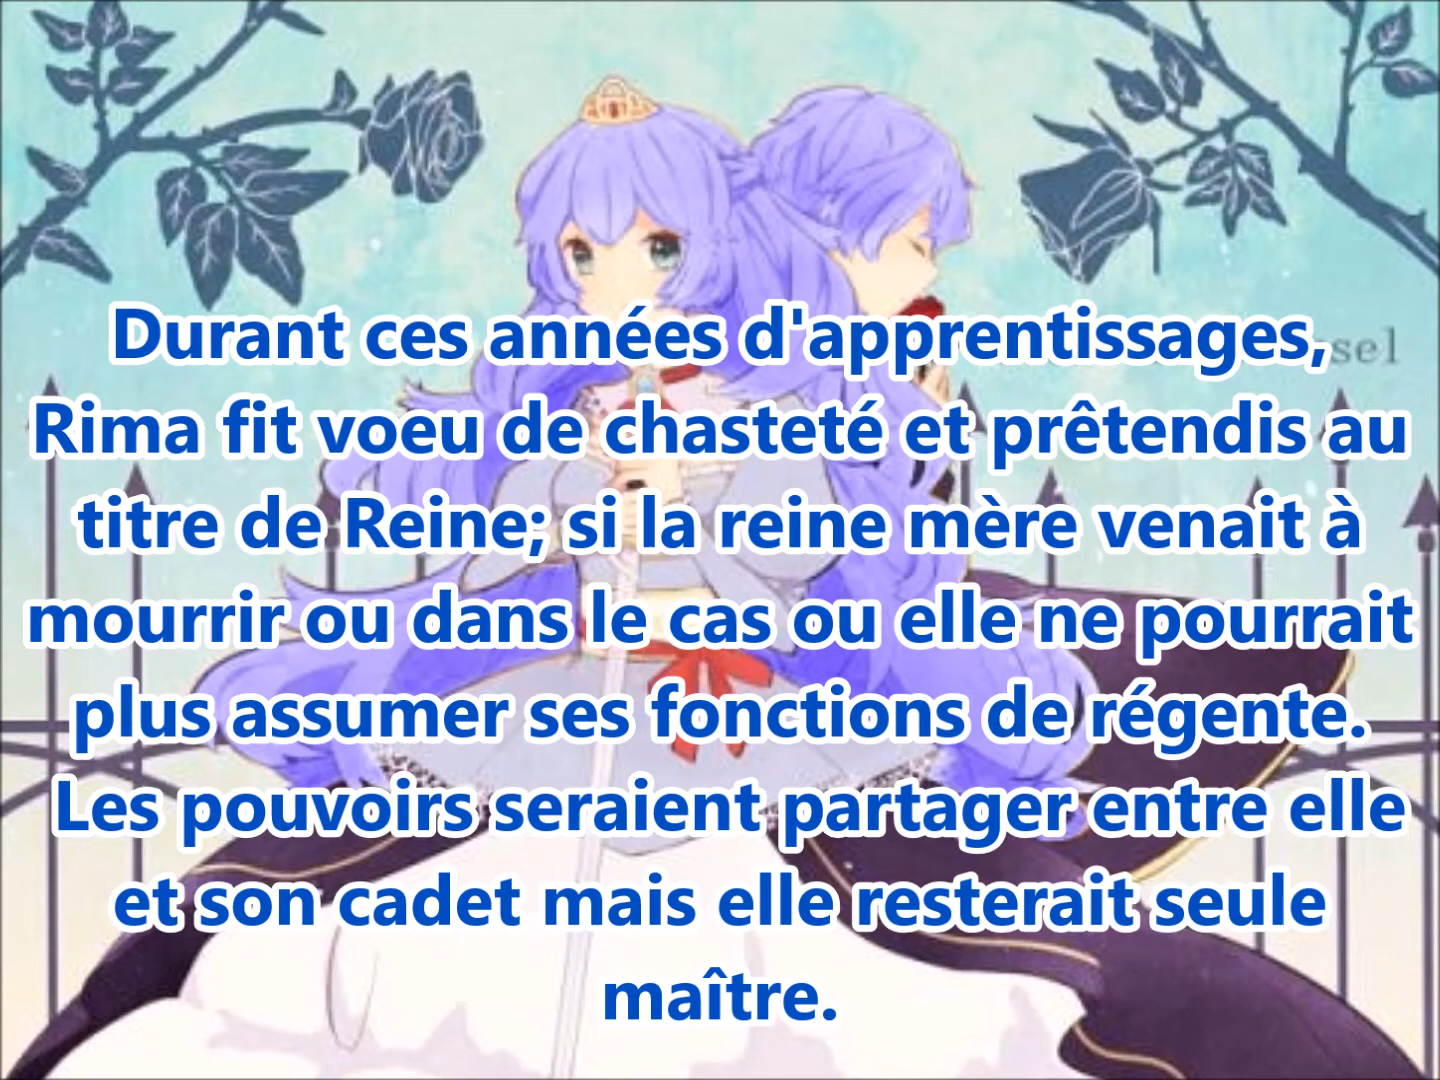 Durant ces années d'apprentissages,
Rima fit voeu de chasteté et prêtendis au
titre de Reine; si la reine mère venait à
mourrir ou dans le cas ou elle ne pourrait
plus assumer ses fonctions de régente.
Les pouvoirs seraient partager entre elle
et son cadet mais elle resterait seule
maître.